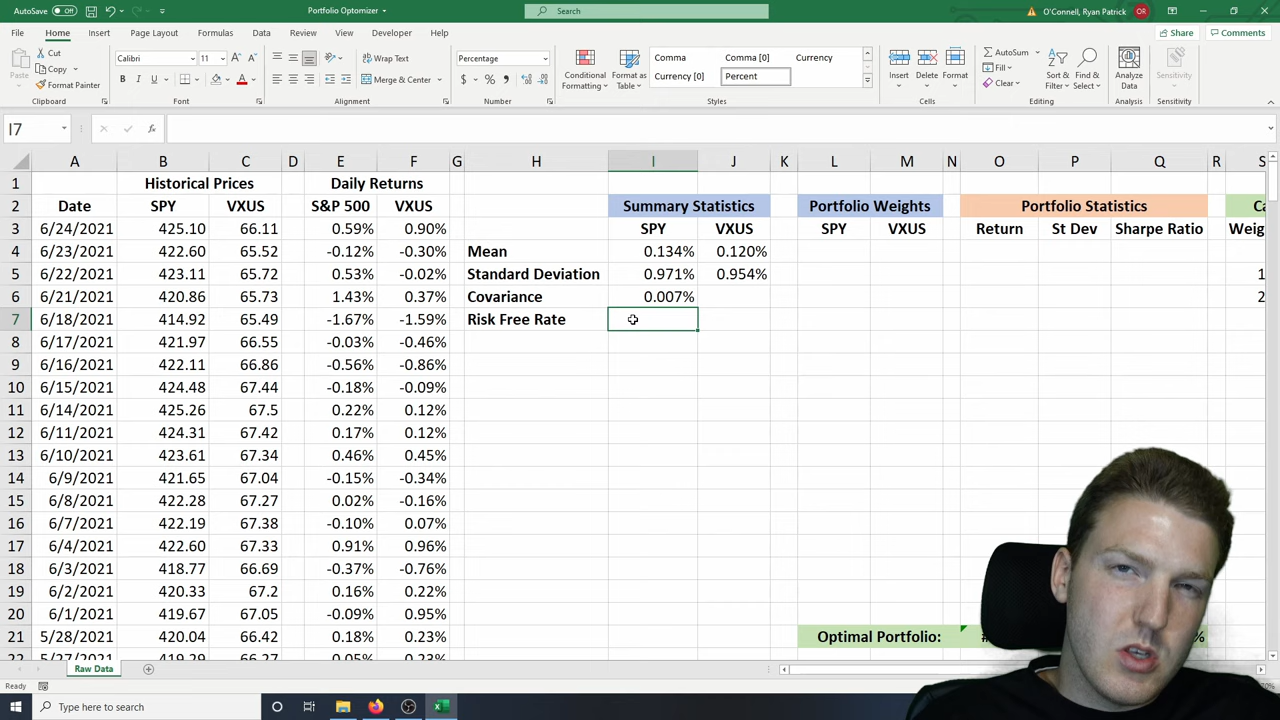 AutoSave Off Portfolio Optomizer Search O'Connell, Ryan Patrick OR
File Home Insert Page Layout Formulas Data Review View Developer Help Share Comments
Paste Cut Copy Format Painter Clipboard
Calibri 11 A A B I U A Font
Wrap Text Merge & Center Alignment
Percentage $ % Number
Conditional Formatting Format as Table
Comma Comma [0] Currency
Currency [0] Percent
Styles
Insert Delete Format Cells
AutoSum Fill Clear Sort & Filter Find & Select Editing
Analyze Data Analysis
Sensitivity Sensitivity
I7 fx
A B C D E F G H I J K L M N O P Q R S
1 Historical Prices Daily Returns
2 Date SPY VXUS S&P 500 VXUS Summary Statistics Portfolio Weights Portfolio Statistics Ca
3 6/24/2021 425.10 66.11 0.59% 0.90% SPY VXUS SPY VXUS Return St Dev Sharpe Ratio Weig
4 6/23/2021 422.60 65.52 -0.12% -0.30% Mean 0.134% 0.120%
5 6/22/2021 423.11 65.72 0.53% -0.02% Standard Deviation 0.971% 0.954% 1
6 6/21/2021 420.86 65.73 1.43% 0.37% Covariance 0.007% 2
7 6/18/2021 414.92 65.49 -1.67% -1.59% Risk Free Rate
8 6/17/2021 421.97 66.55 -0.03% -0.46%
9 6/16/2021 422.11 66.86 -0.56% -0.86%
10 6/15/2021 424.48 67.44 -0.18% -0.09%
11 6/14/2021 425.26 67.5 0.22% 0.12%
12 6/11/2021 424.31 67.42 0.17% 0.12%
13 6/10/2021 423.61 67.34 0.46% 0.45%
14 6/9/2021 421.65 67.04 -0.15% -0.34%
15 6/8/2021 422.28 67.27 0.02% -0.16%
16 6/7/2021 422.19 67.38 -0.10% 0.07%
17 6/4/2021 422.60 67.33 0.91% 0.96%
18 6/3/2021 418.77 66.69 -0.37% -0.76%
19 6/2/2021 420.33 67.2 0.16% 0.22%
20 6/1/2021 419.67 67.05 -0.09% 0.95%
21 5/28/2021 420.04 66.42 0.18% 0.23% Optimal Portfolio: %
22 5/27/2021 419.29 66.27 0.05% 0.23%
Raw Data
Ready
Type here to search